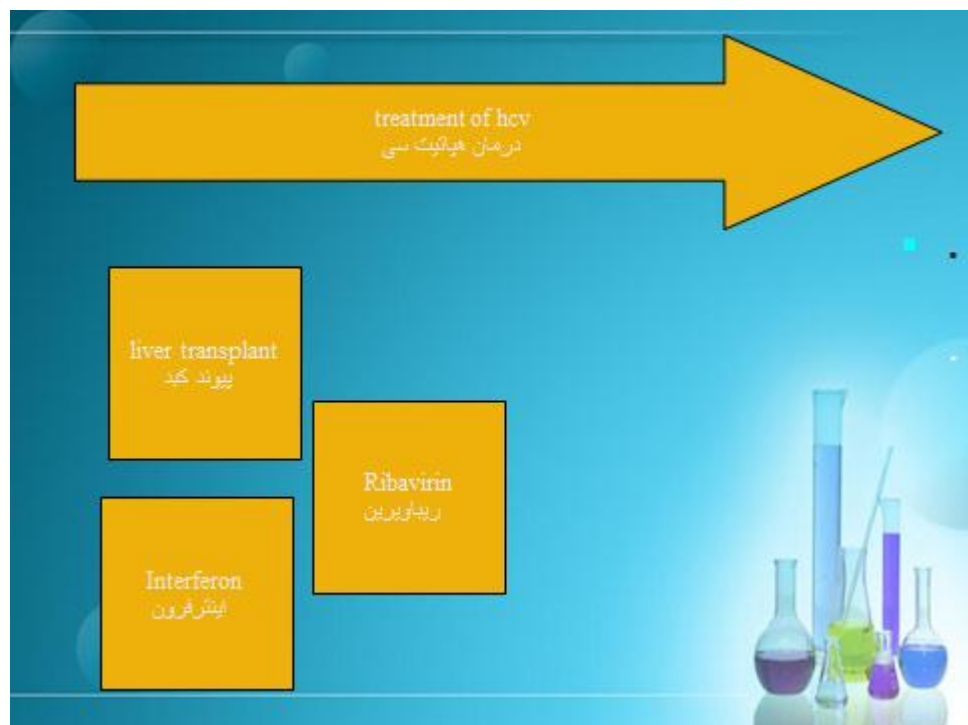 treatment of hcv
درمان هپاتیت سی
liver transplant
پیوند کبد
Ribavirin
ریباویرین
Interferon
اینترفرون